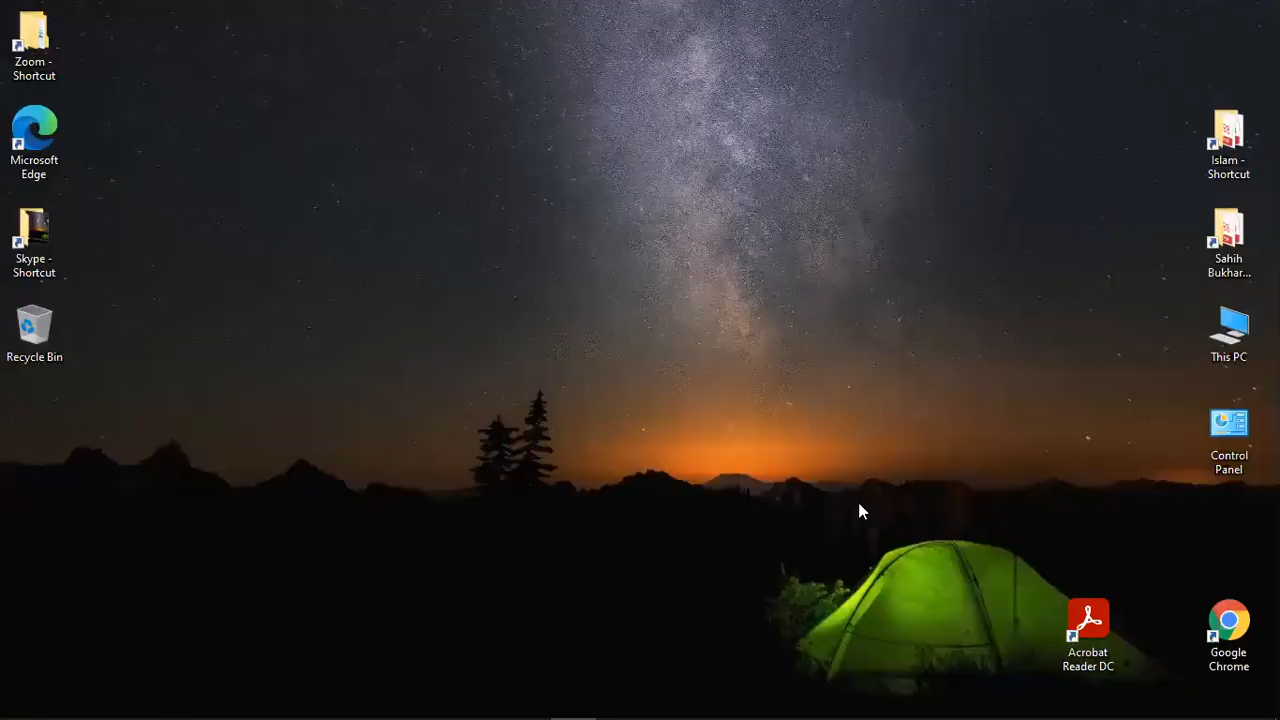 Zoom -
Shortcut
Microsoft
Edge
Skype -
Shortcut
Recycle Bin
Islam -
Shortcut
Sahih
Bukhar...
This PC
Control
Panel
Acrobat
Reader DC
Google
Chrome